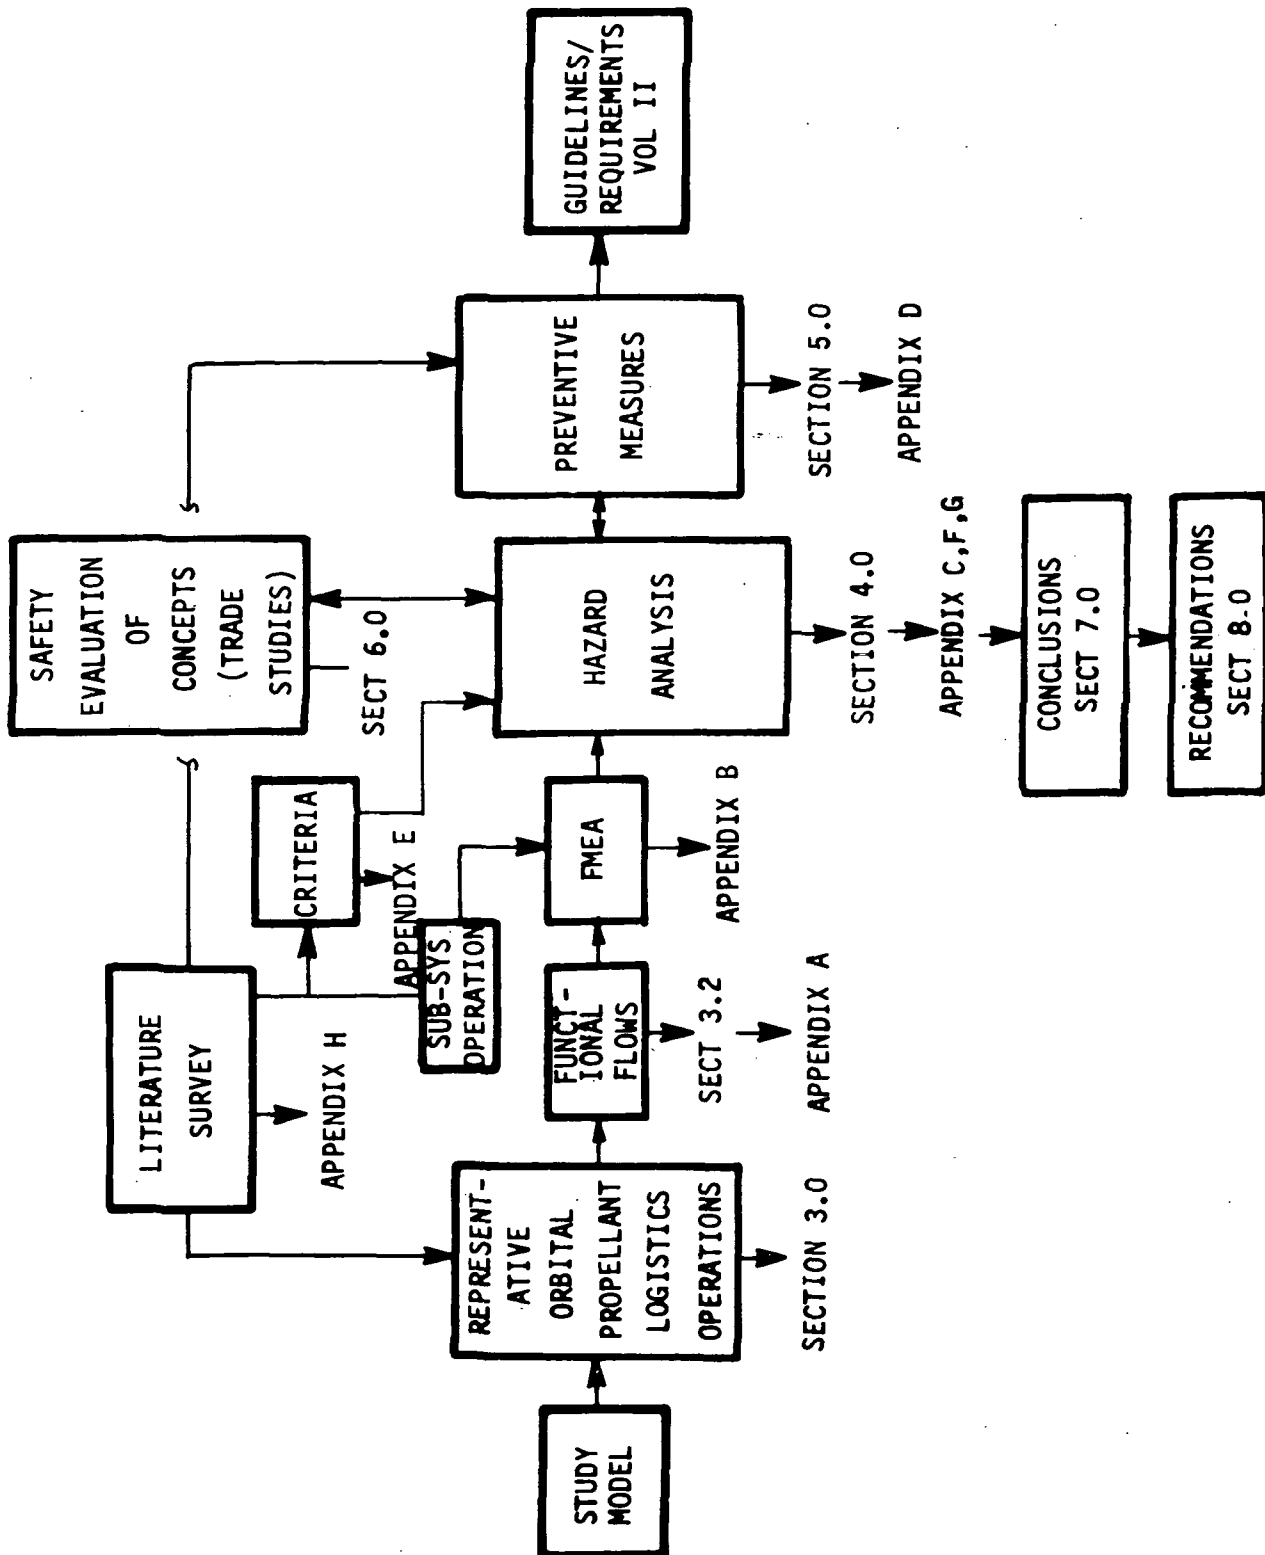 SAFETY
EVALUATION
OF
CONCEPTS
(TRADE
STUDIES)
SECT 6.0
LITERATURE
SURVEY
APPENDIX H
CRITERIA
APPENDIX E
SUB-SYS
OPERATION
STUDY
MODEL
REPRESENT-
ATIVE
ORBITAL
PROPELLANT
LOGISTICS
OPERATIONS
SECTION 3.0
FUNCT-
IONAL
FLOWS
SECT 3.2
APPENDIX A
FMEA
APPENDIX B
HAZARD
ANALYSIS
SECTION 4.0
APPENDIX C,F,G
CONCLUSIONS
SECT 7.0
RECOMMENDATIONS
SECT 8.0
PREVENTIVE
MEASURES
SECTION 5.0
APPENDIX D
GUIDELINES/
REQUIREMENTS
VOL II